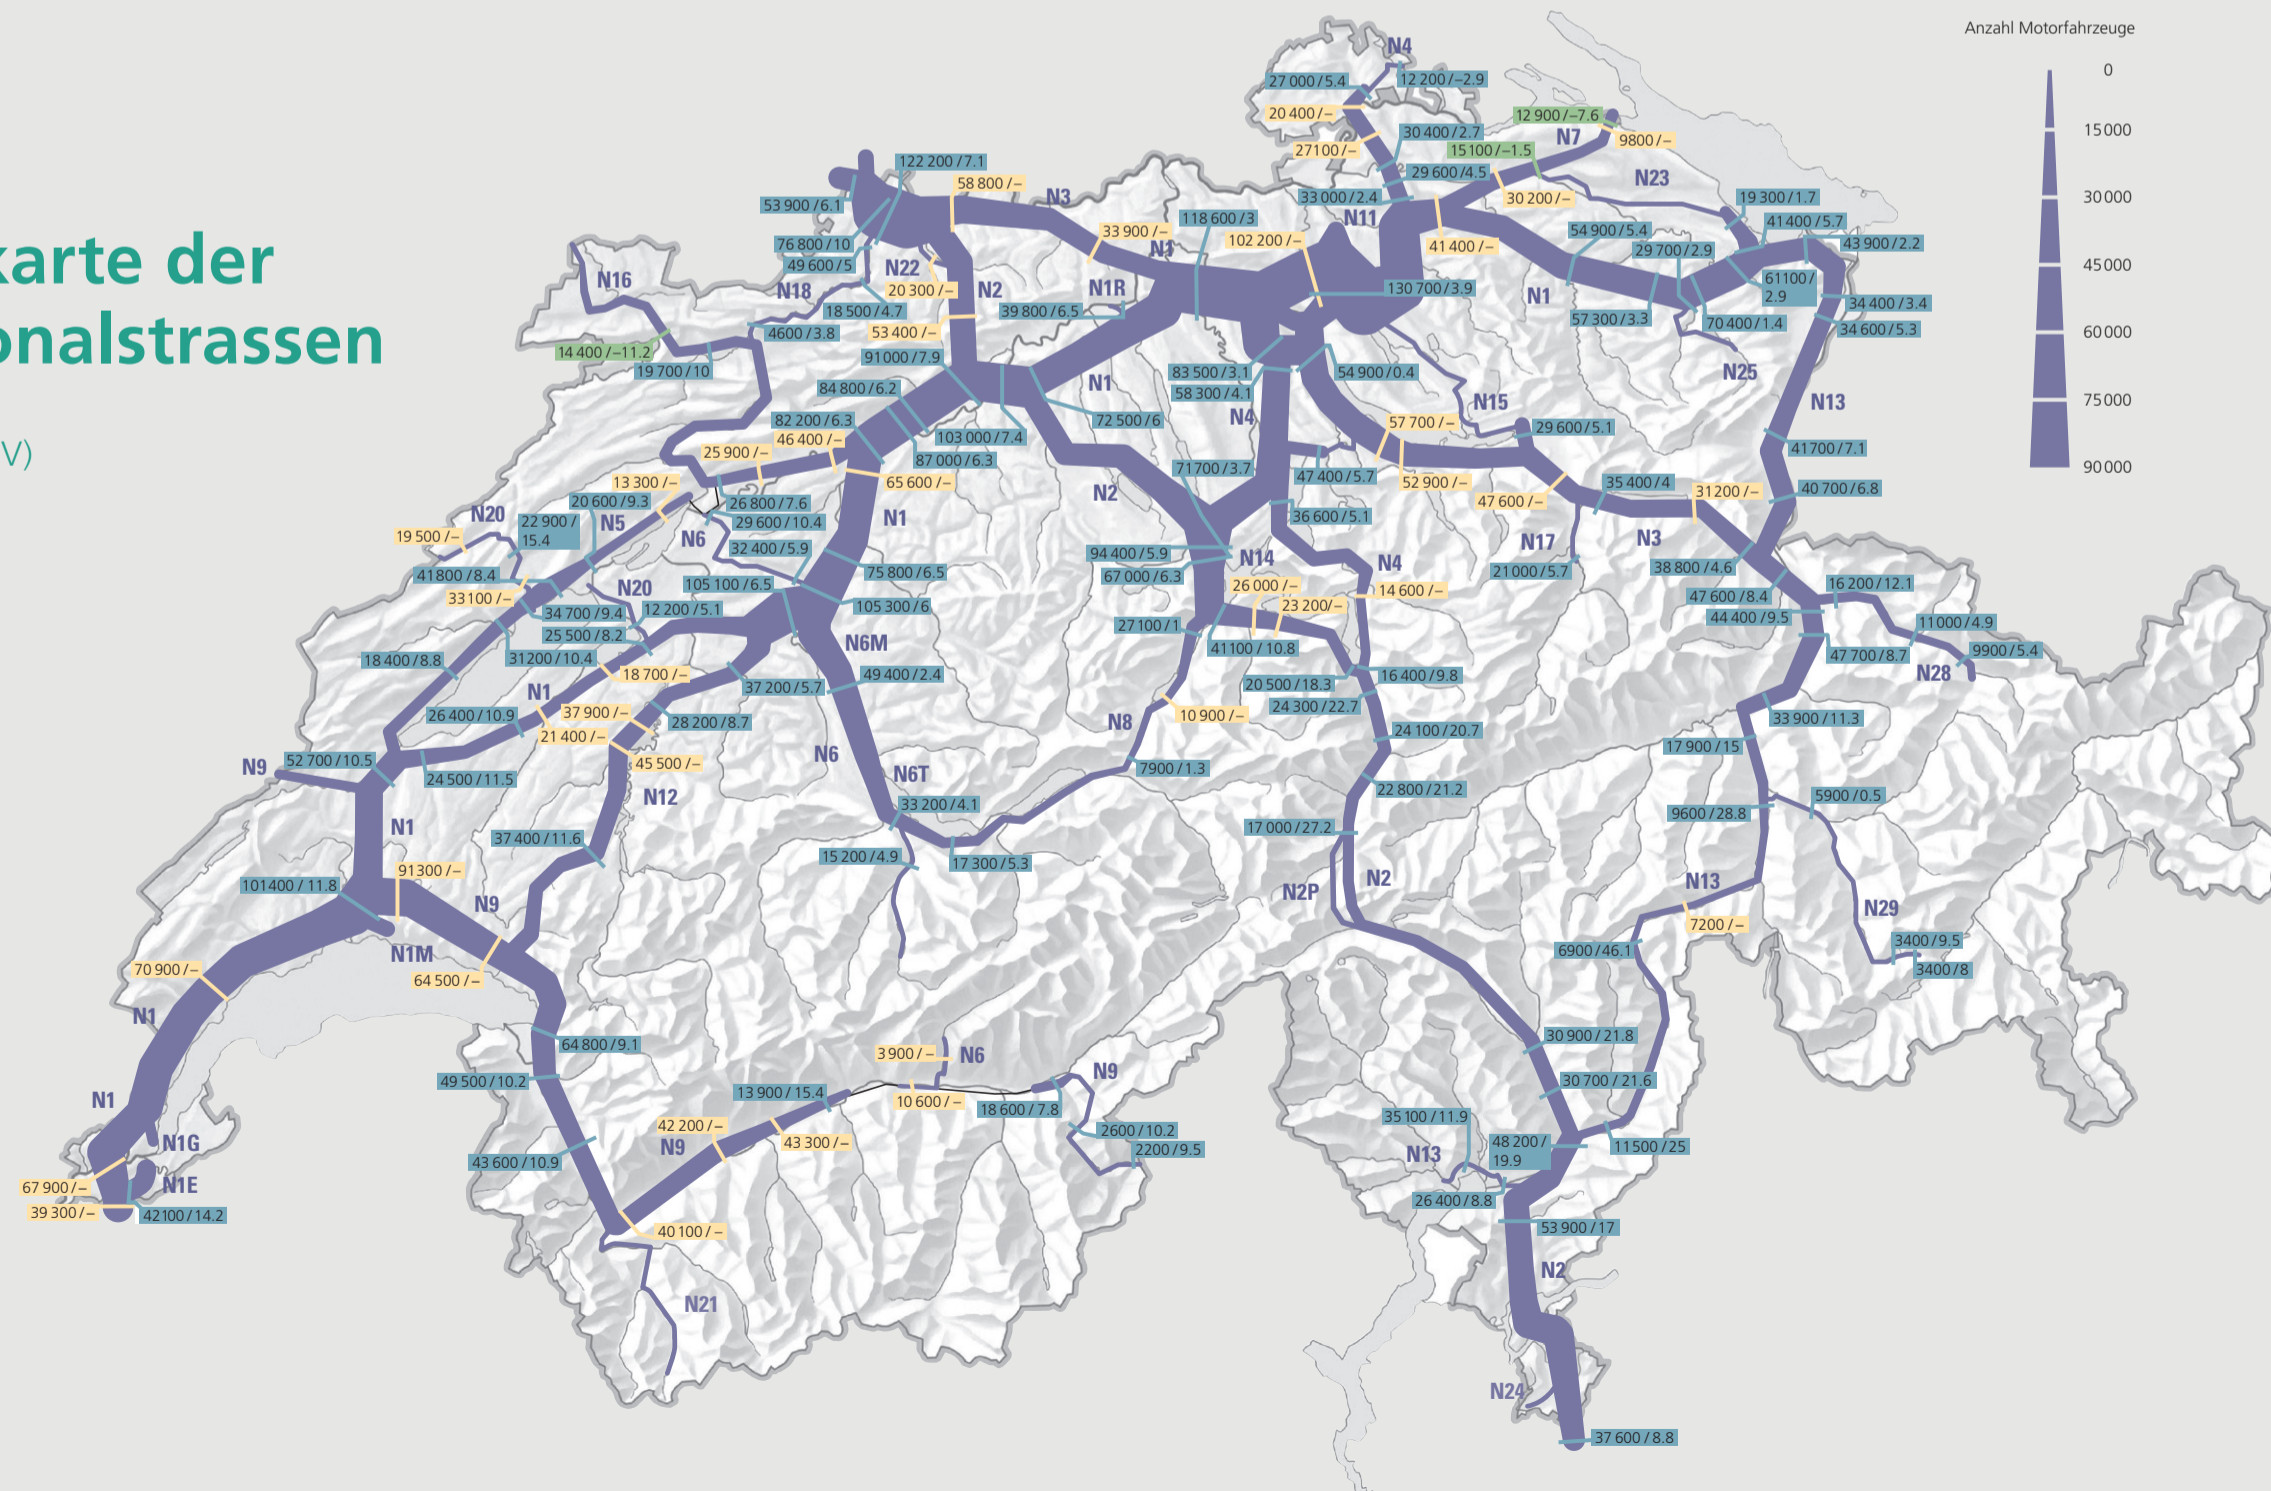 karte der
onalstrassen
V)
Anzahl Motorfahrzeuge
0
15 000
30 000
45 000
60 000
75 000
90 000
N4
27 000 / 5.4
12 200 / –2.9
20 400 / –
27 100 / –
30 400 / 2.7
29 600 / 4.5
33 000 / 2.4
12 900 / –7.6
N7
9800 / –
15 100 / –1.5
30 200 / –
N23
N11
41 400 / –
19 300 / 1.7
41 400 / 5.7
43 900 / 2.2
54 900 / 5.4
29 700 / 2.9
61 100 /
2.9
34 400 / 3.4
34 600 / 5.3
N1
57 300 / 3.3
70 400 / 1.4
N25
N13
122 200 / 7.1
58 800 / –
N3
53 900 / 6.1
76 800 / 10
49 600 / 5
N22
20 300 / –
N2
33 900 / –
N1
118 600 / 3
102 200 / –
130 700 / 3.9
N1R
39 800 / 6.5
N16
N18
18 500 / 4.7
53 400 / –
4600 / 3.8
91 000 / 7.9
14 400 / –11.2
19 700 / 10
84 800 / 6.2
82 200 / 6.3
46 400 / –
25 900 / –
103 000 / 7.4
87 000 / 6.3
N1
72 500 / 6
83 500 / 3.1
58 300 / 4.1
54 900 / 0.4
N4
N15
57 700 / –
29 600 / 5.1
41 700 / 7.1
40 700 / 6.8
71 700 / 3.7
47 400 / 5.7
52 900 / –
47 600 / –
35 400 / 4
31 200 / –
36 600 / 5.1
N2
65 600 / –
N1
13 300 / –
20 600 / 9.3
26 800 / 7.6
29 600 / 10.4
N20
22 900 /
15.4
N5
N6
32 400 / 5.9
19 500 / –
41 800 / 8.4
33 100 / –
N20
105 100 / 6.5
75 800 / 6.5
105 300 / 6
34 700 / 9.4
12 200 / 5.1
25 500 / 8.2
N6M
94 400 / 5.9
67 000 / 6.3
N14
N4
26 000 / –
23 200/–
14 600 / –
N17
21 000 / 5.7
N3
38 800 / 4.6
47 600 / 8.4
44 400 / 9.5
16 200 / 12.1
11 000 / 4.9
47 700 / 8.7
9900 / 5.4
N28
27 100 / 1
41 100 / 10.8
20 500 / 18.3
16 400 / 9.8
24 300 / 22.7
18 400 / 8.8
31 200 / 10.4
18 700 / –
N1
37 200 / 5.7
49 400 / 2.4
26 400 / 10.9
37 900 / –
28 200 / 8.7
21 400 / –
10 900 / –
N8
24 100 / 20.7
33 900 / 11.3
17 900 / 15
N9
52 700 / 10.5
24 500 / 11.5
45 500 / –
N12
N6
N6T
7900 / 1.3
22 800 / 21.2
33 200 / 4.1
17 000 / 27.2
9600 / 28.8
5900 / 0.5
N1
37 400 / 11.6
15 200 / 4.9
17 300 / 5.3
N2P
N2
N13
N29
91 300 / –
101 400 / 11.8
N9
7200 / –
N1M
64 500 / –
70 900 / –
6900 / 46.1
3400 / 9.5
3400 / 8
N1
64 800 / 9.1
30 900 / 21.8
49 500 / 10.2
3 900 / –
N6
N9
13 900 / 15.4
10 600 / –
18 600 / 7.8
30 700 / 21.6
N1
42 200 / –
N9
43 300 / –
2600 / 10.2
2200 / 9.5
35 100 / 11.9
N1G
43 600 / 10.9
N13
48 200 /
19.9
11 500 / 25
N1E
67 900 / –
39 300 / –
42 100 / 14.2
26 400 / 8.8
53 900 / 17
40 100 / –
N2
N21
N24
37 600 / 8.8